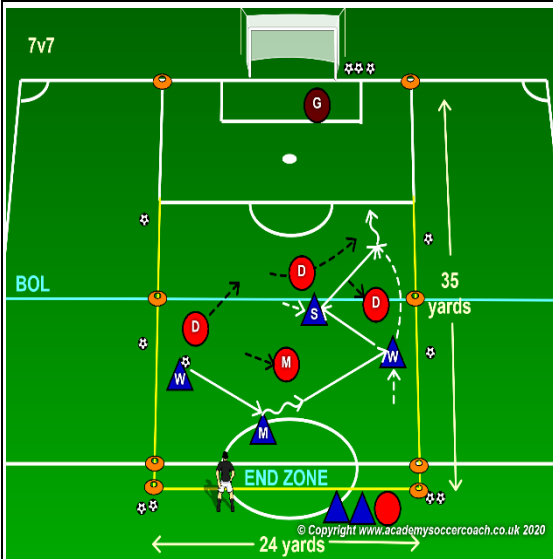 7v7
G
D
BOL
35
yards
S
D
D
M
W
W
M
END ZONE
© Copyright www.academysoccercoach.co.uk 2020
24 yards